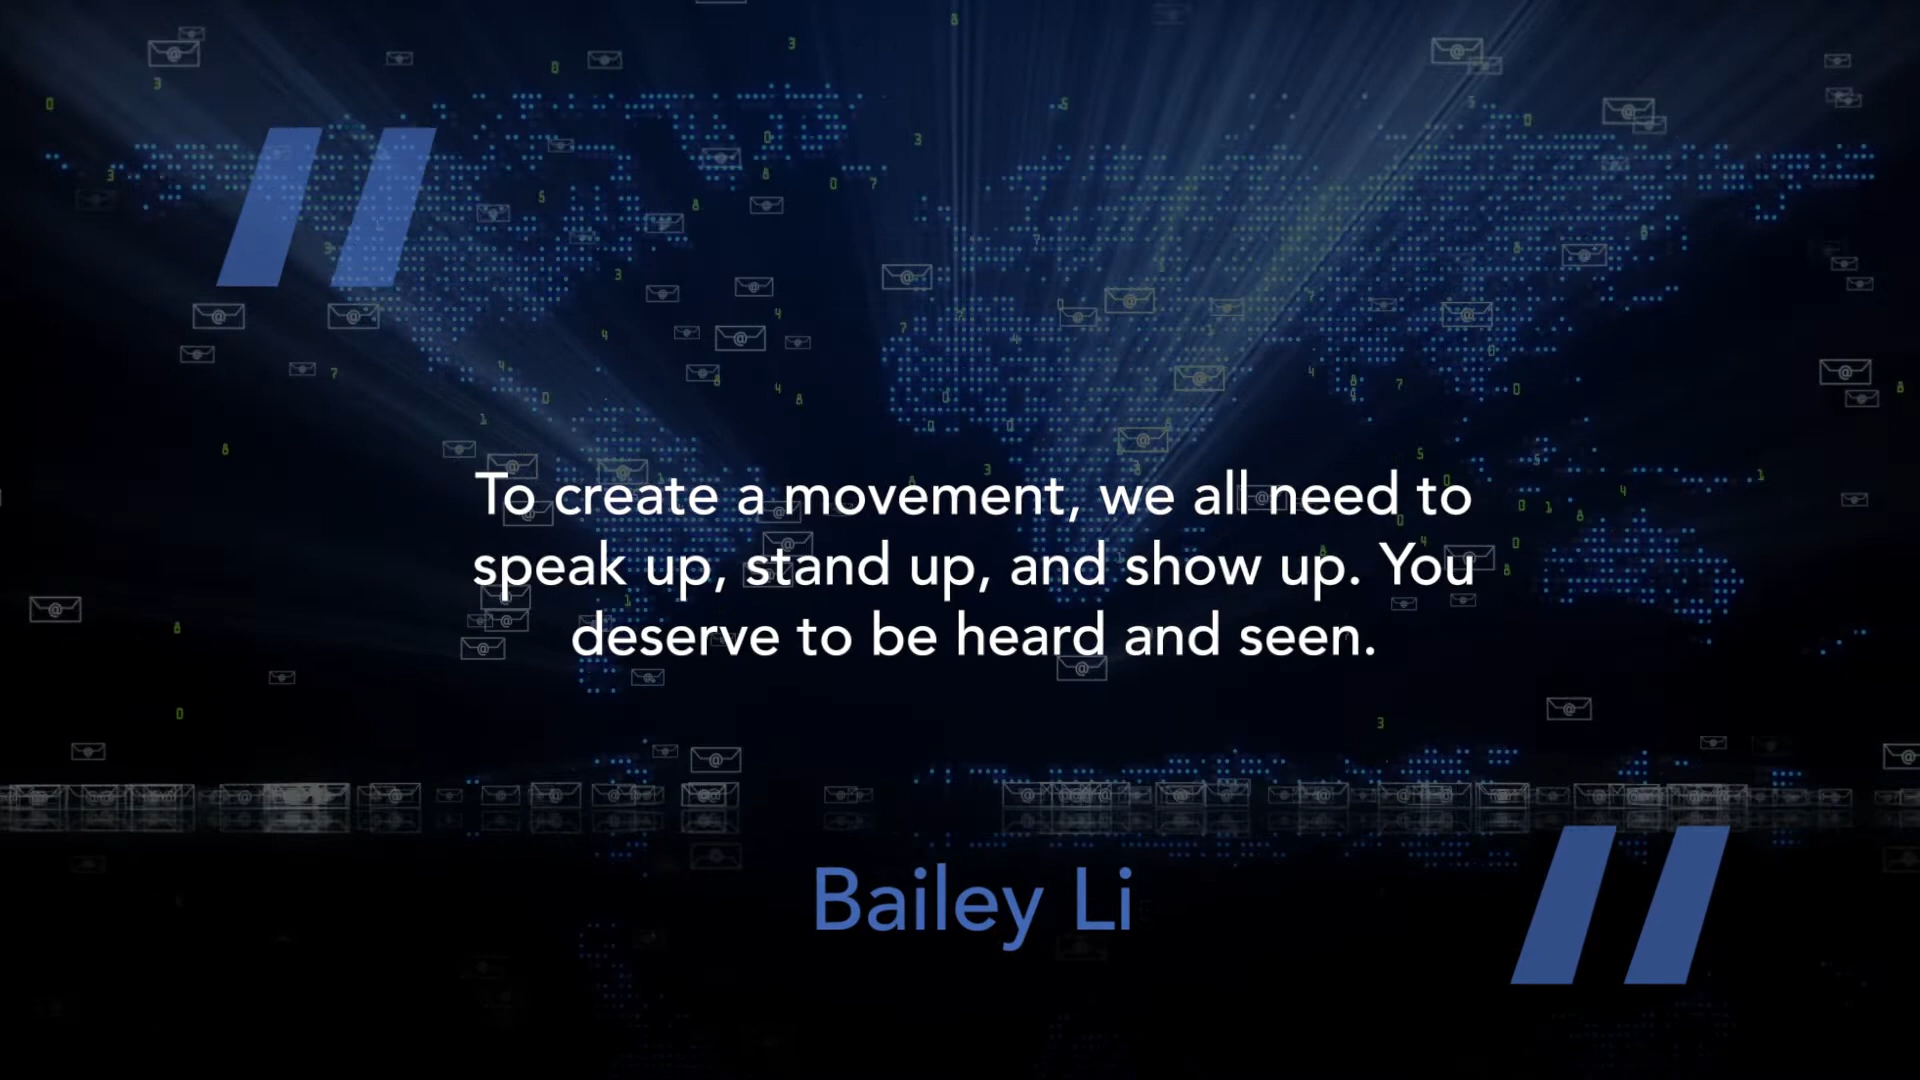 To create a movement, we all need to
speak up, stand up, and show up. You
deserve to be heard and seen.
Bailey Li